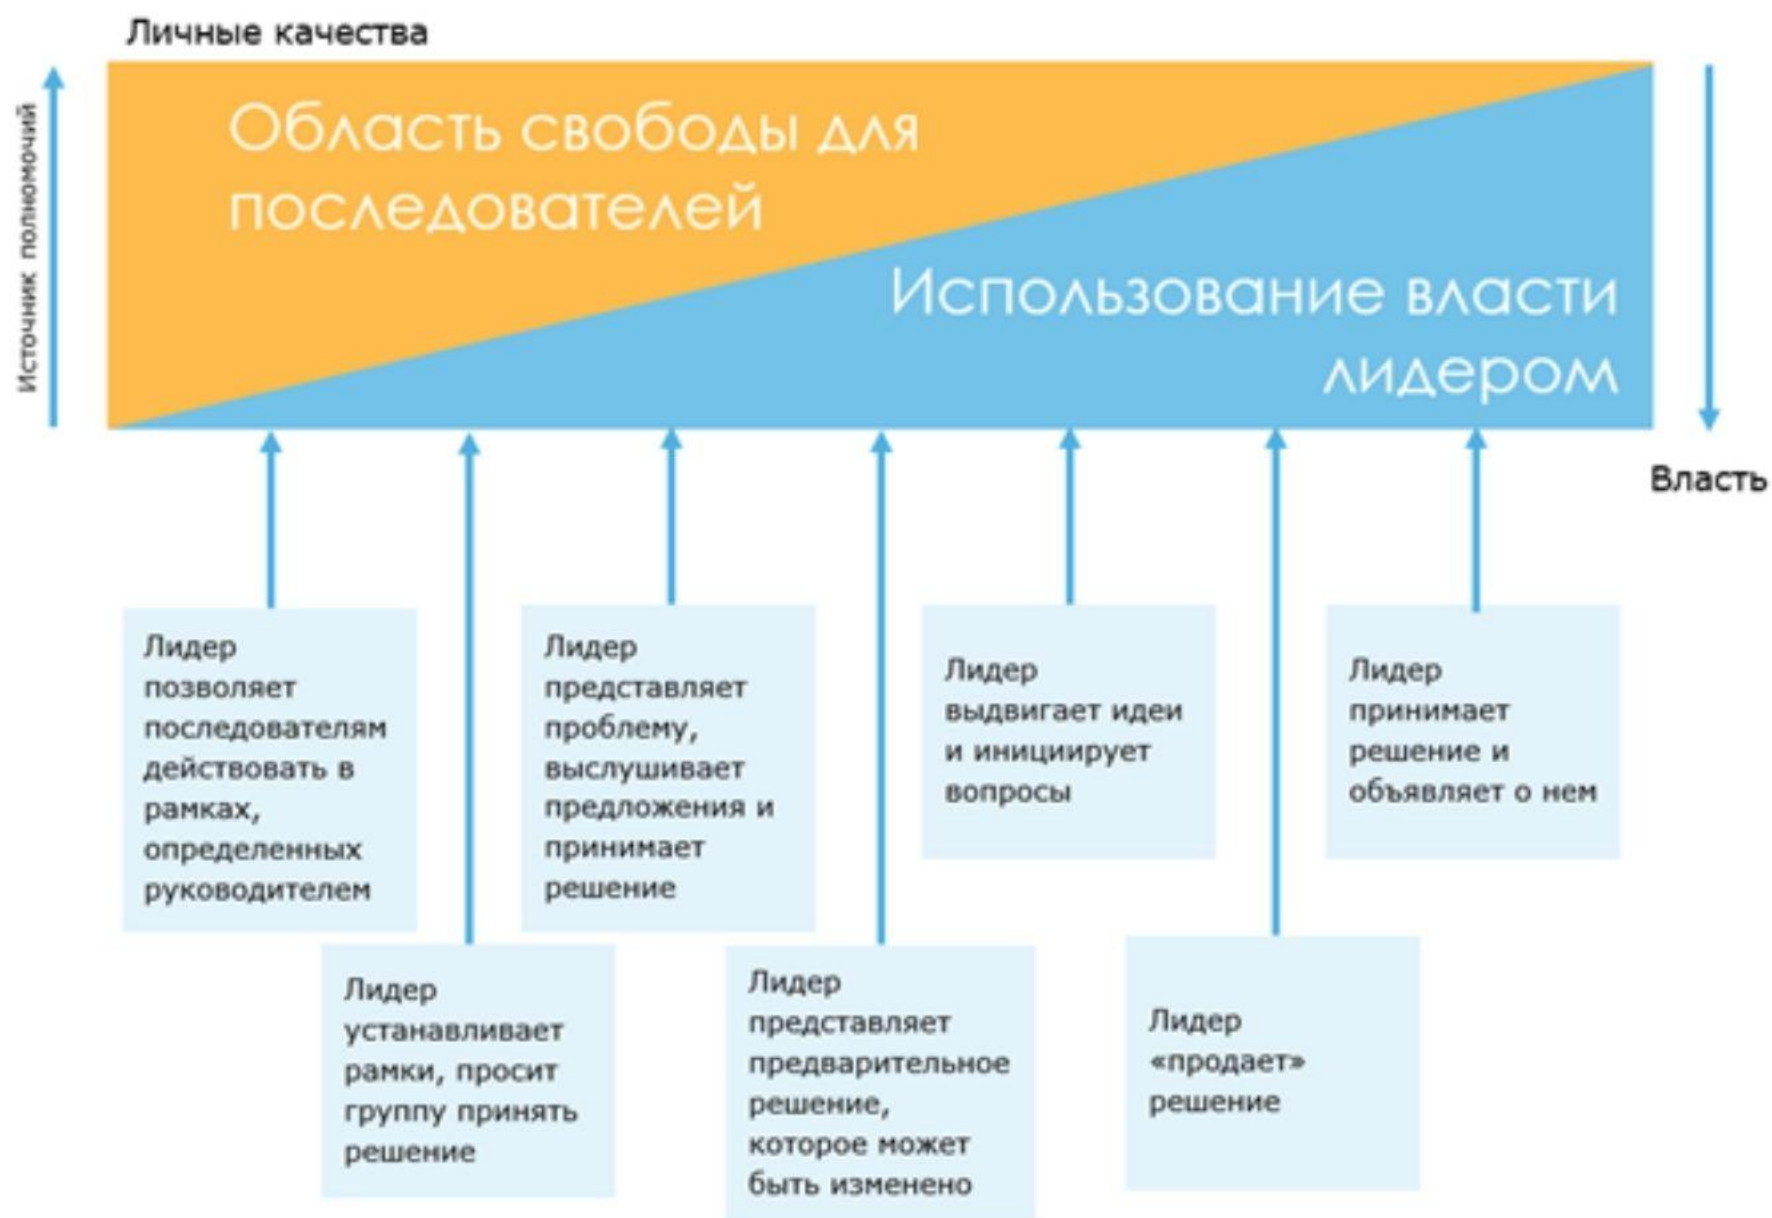 Личные качества
Источник полномочий
Область свободы для
последователей
Использование власти
лидером
Власть
Лидер
позволяет
последователям
действовать в
рамках,
определенных
руководителем
Лидер
устанавливает
рамки, просит
группу принять
решение
Лидер
представляет
проблему,
выслушивает
предложения и
принимает
решение
Лидер
представляет
предварительное
решение,
которое может
быть изменено
Лидер
выдвигает идеи
и инициирует
вопросы
Лидер
«продает»
решение
Лидер
принимает
решение и
объявляет о нем